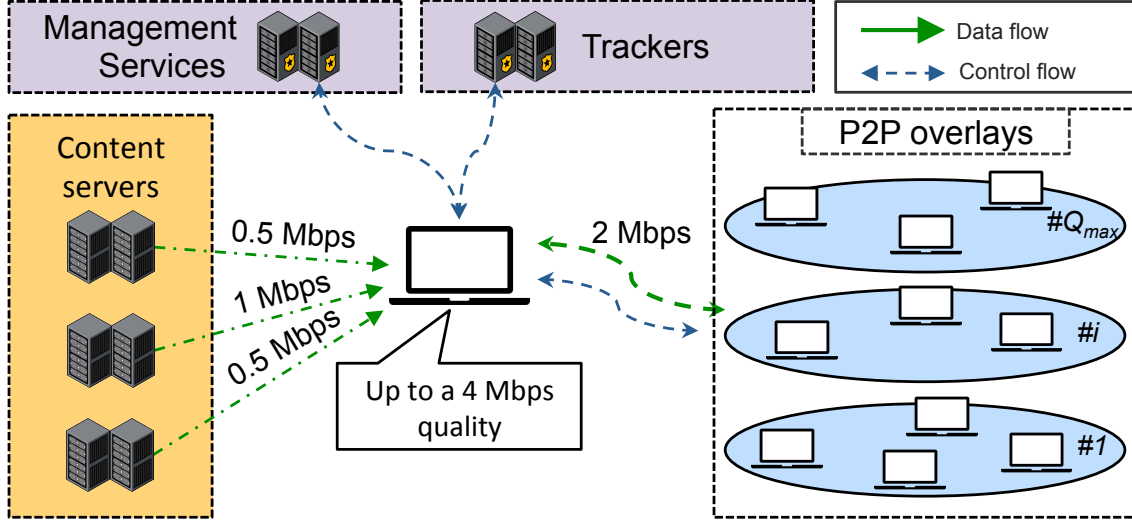 Management
Services
Trackers
Data flow
Control flow
Content
servers
0.5 Mbps
1 Mbps
0.5 Mbps
Up to a 4 Mbps
quality
2 Mbps
P2P overlays
#Qmax
#i
#1